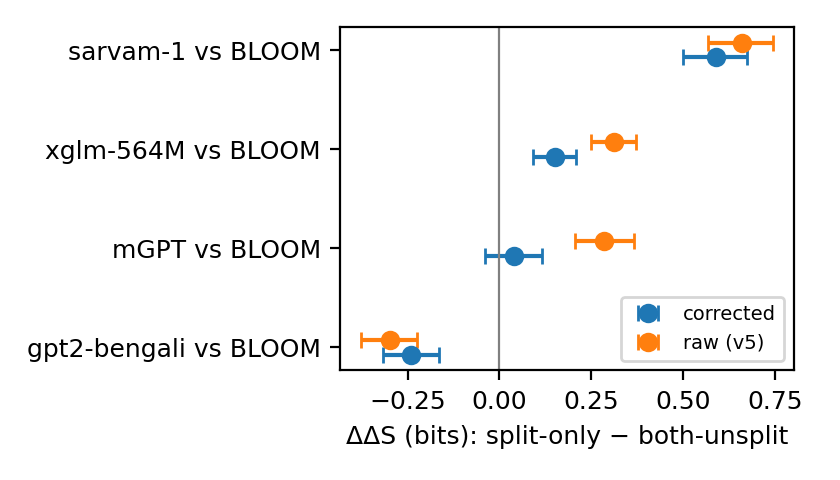 sarvam-1 vs BLOOM
xglm-564M vs BLOOM
mGPT vs BLOOM
gpt2-bengali vs BLOOM
corrected
raw (v5)
−0.25 0.00 0.25 0.50 0.75
ΔΔS (bits): split-only − both-unsplit